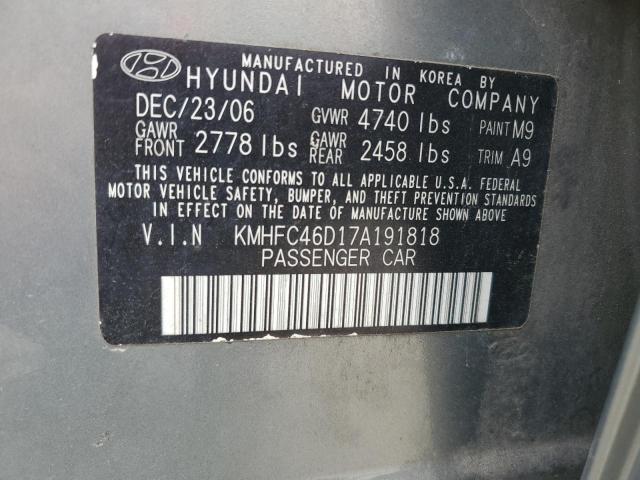 MANUFACTURED IN KOREA BY
HYUNDAI MOTOR COMPANY
DEC/23/06 GVWR 4740 lbs PAINT M9
GAWR FRONT 2778 lbs GAWR REAR 2458 lbs TRIM A9
THIS VEHICLE CONFORMS TO ALL APPLICABLE U.S.A. FEDERAL
MOTOR VEHICLE SAFETY, BUMPER, AND THEFT PREVENTION STANDARDS
IN EFFECT ON THE DATE OF MANUFACTURE SHOWN ABOVE
V.I.N KMHFC46D17A191818
PASSENGER CAR